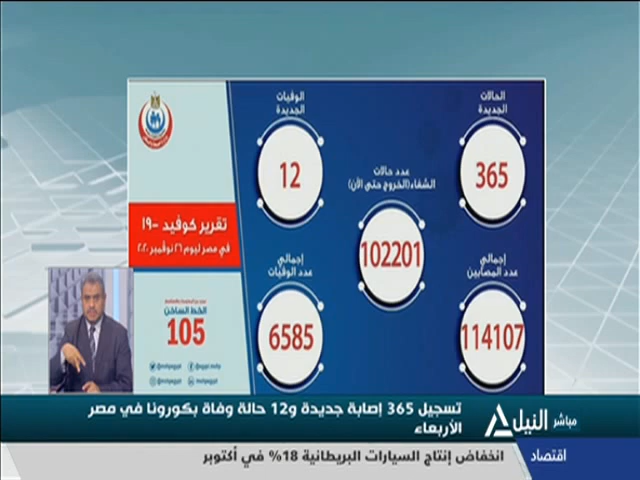 الحالات
الجديدة
365
الوفيات
الجديدة
12
عدد حالات
الشفاء (الخروج حتى الآن)
102201
إجمالي
عدد المصابين
114107
إجمالي
عدد الوفيات
6585
تقرير كوفيد -١٩
في مصر ليوم ٢٦ نوفمبر ٢٠٢٠
الخط الساخن
105
تسجيل 365 إصابة جديدة و12 حالة وفاة بكورونا في مصر
الأربعاء
النيل مباشر
اقتصاد
انخفاض إنتاج السيارات البريطانية 18% في أكتوبر